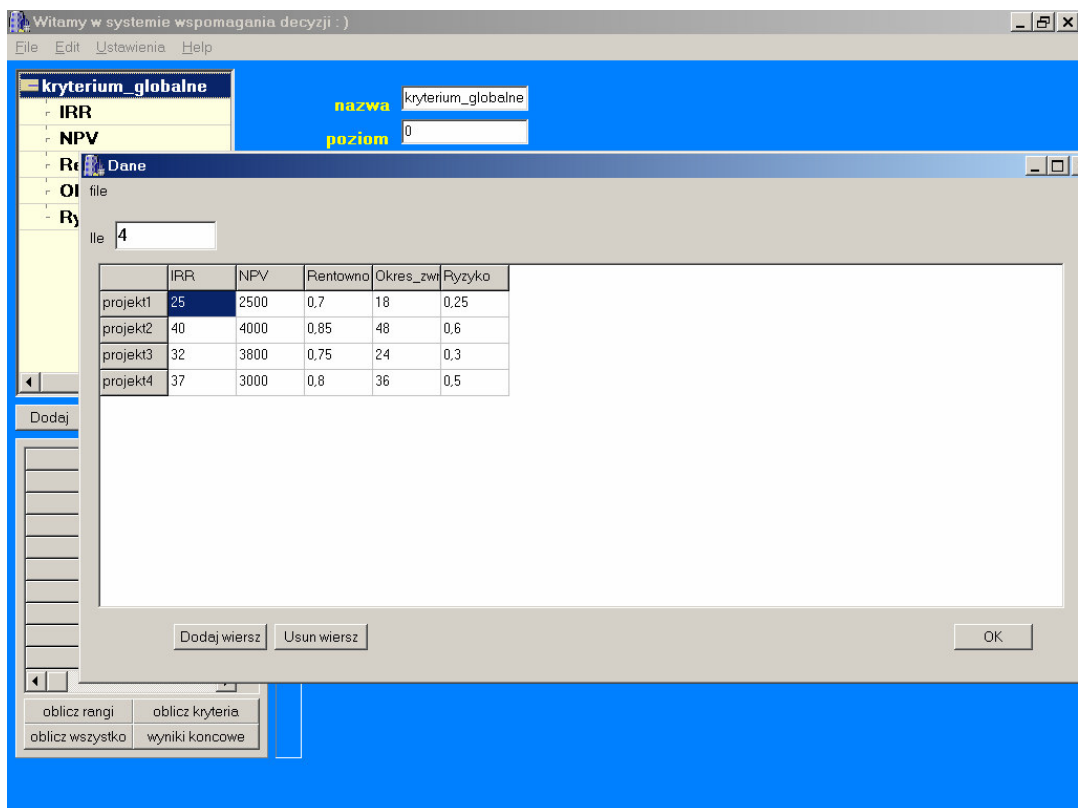 Witamy w systemie wspomagania decyzji : )
File Edit Ustawienia Help
kryterium_globalne
IRR
NPV
nazwa kryterium_globalne
poziom 0
Dane
file
Ile 4
IRR NPV Rentowno Okres_zwr Ryzyko
projekt1 25 2500 0,7 18 0,25
projekt2 40 4000 0,85 48 0,6
projekt3 32 3800 0,75 24 0,3
projekt4 37 3000 0,8 36 0,5
Dodaj wiersz Usun wiersz OK
Dodaj
oblicz rangi oblicz kryteria
oblicz wszystko wyniki koncowe